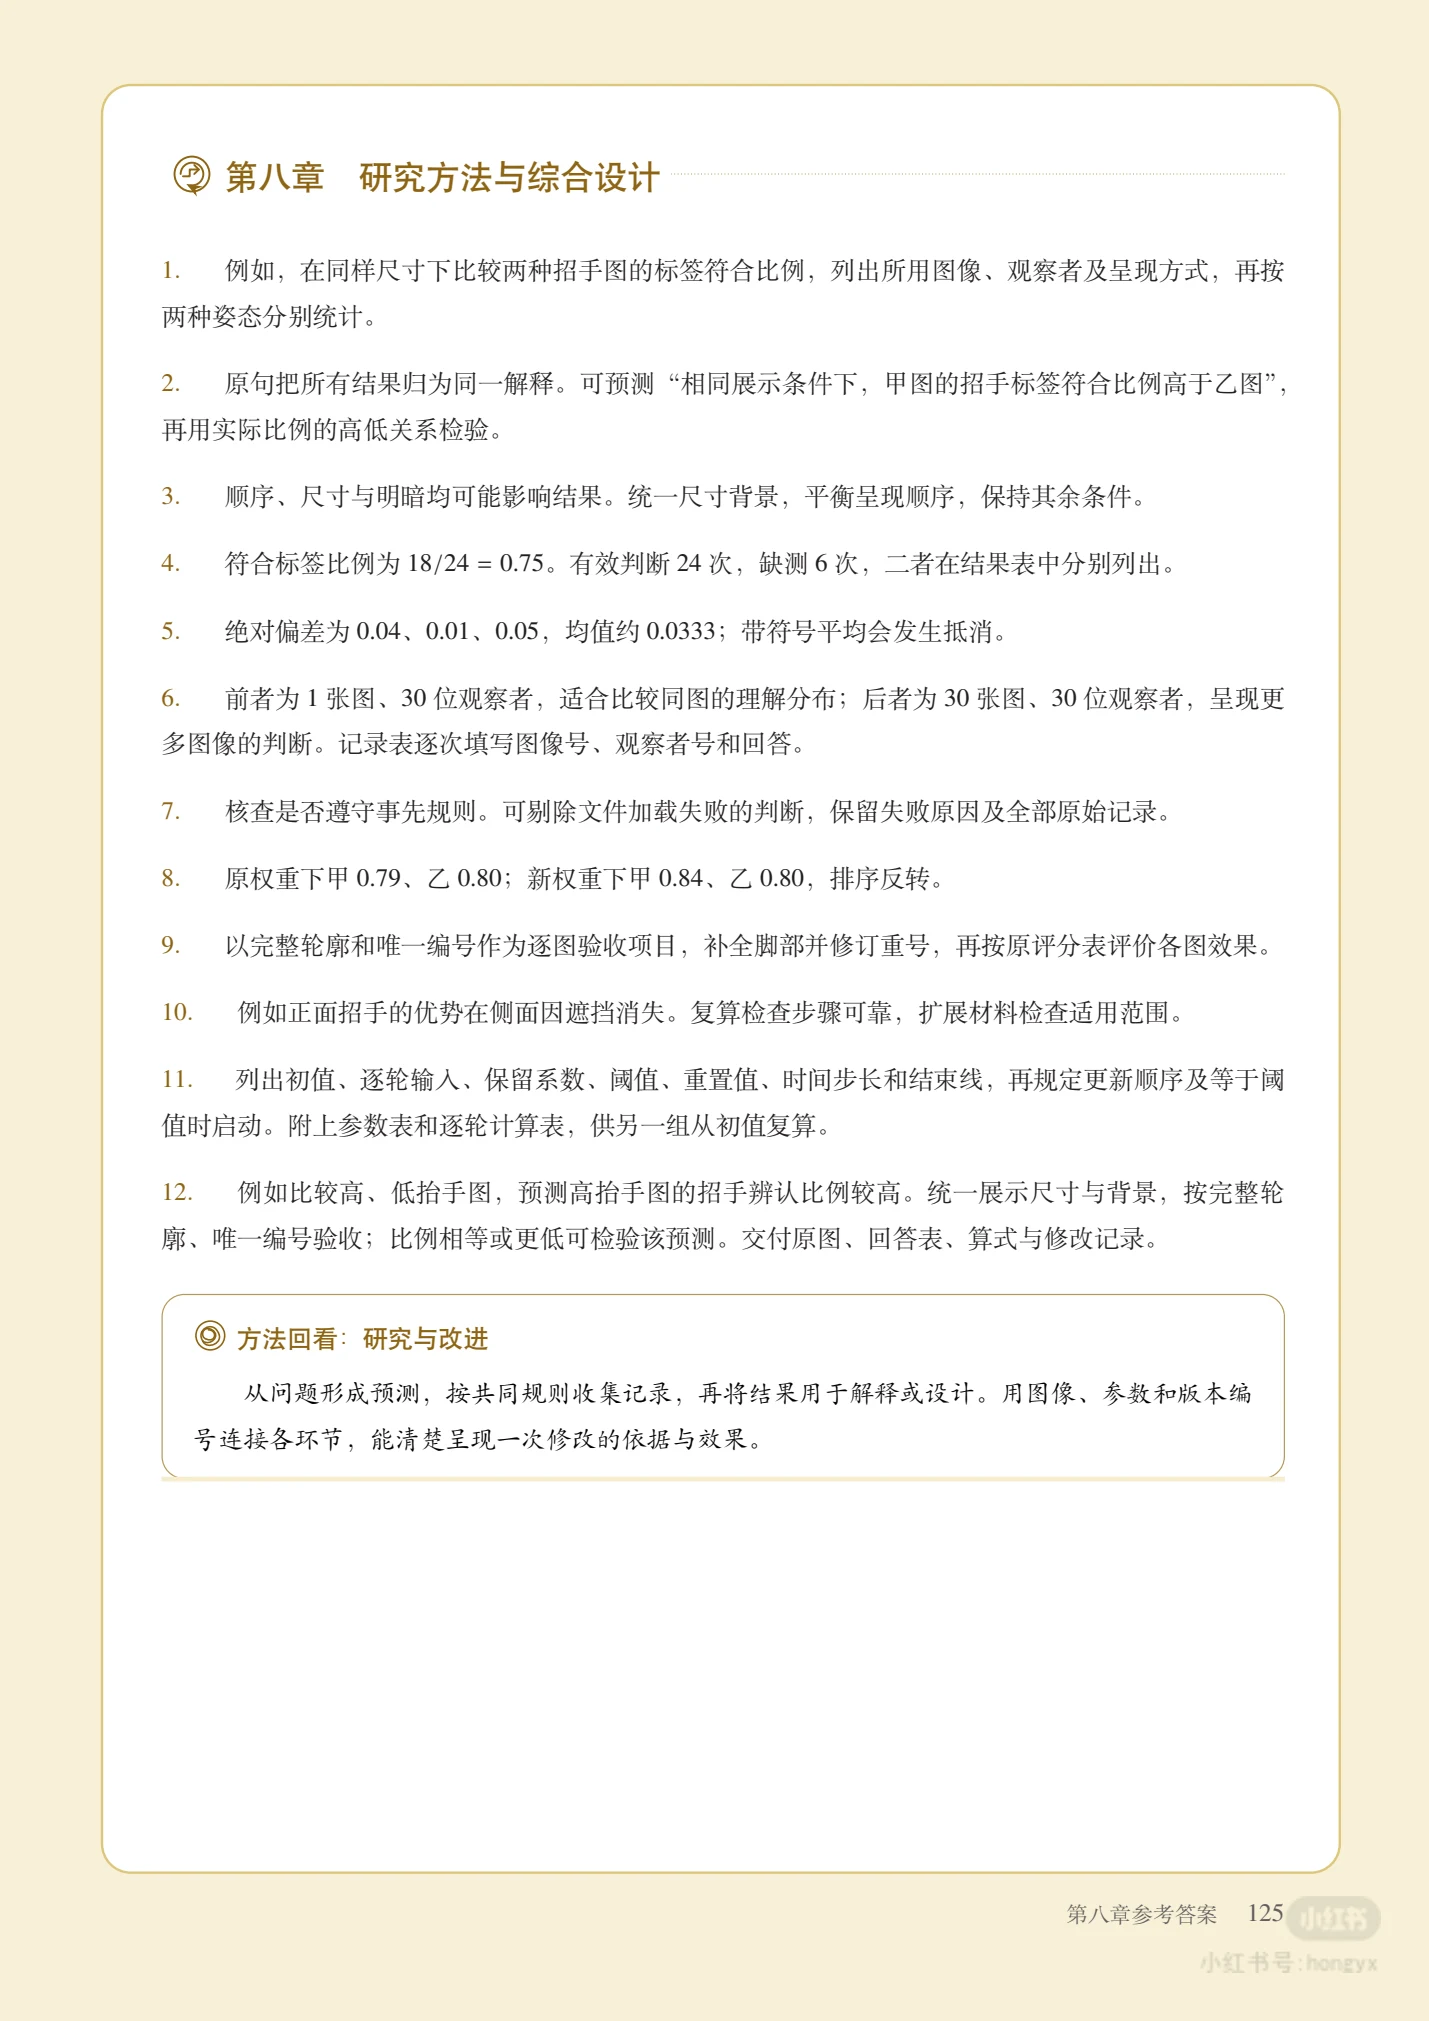 第八章 研究方法与综合设计
1. 例如，在同样尺寸下比较两种招手图的标签符合比例，列出所用图像、观察者及呈现方式，再按
两种姿态分别统计。
2. 原句把所有结果归为同一解释。可预测“相同展示条件下，甲图的招手标签符合比例高于乙图”，
再用实际比例的高低关系检验。
3. 顺序、尺寸与明暗均可能影响结果。统一尺寸背景，平衡呈现顺序，保持其余条件。
4. 符合标签比例为 18/24 = 0.75。有效判断 24 次，缺测 6 次，二者在结果表中分别列出。
5. 绝对偏差为 0.04、0.01、0.05，均值约 0.0333；带符号平均会发生抵消。
6. 前者为 1 张图、30 位观察者，适合比较同图的理解分布；后者为 30 张图、30 位观察者，呈现更
多图像的判断。记录表逐次填写图像号、观察者号和回答。
7. 核查是否遵守事先规则。可剔除文件加载失败的判断，保留失败原因及全部原始记录。
8. 原权重下甲 0.79、乙 0.80；新权重下甲 0.84、乙 0.80，排序反转。
9. 以完整轮廓和唯一编号作为逐图验收项目，补全脚部并修订重号，再按原评分表评价各图效果。
10. 例如正面招手的优势在侧面因遮挡消失。复算检查步骤可靠，扩展材料检查适用范围。
11. 列出初值、逐轮输入、保留系数、阈值、重置值、时间步长和结束线，再规定更新顺序及等于阈
值时启动。附上参数表和逐轮计算表，供另一组从初值复算。
12. 例如比较高、低抬手图，预测高抬手图的招手辨认比例较高。统一展示尺寸与背景，按完整轮
廓、唯一编号验收；比例相等或更低可检验该预测。交付原图、回答表、算式与修改记录。
方法回看：研究与改进
从问题形成预测，按共同规则收集记录，再将结果用于解释或设计。用图像、参数和版本编
号连接各环节，能清楚呈现一次修改的依据与效果。
第八章参考答案 125
小红书
小红书号:hongyx